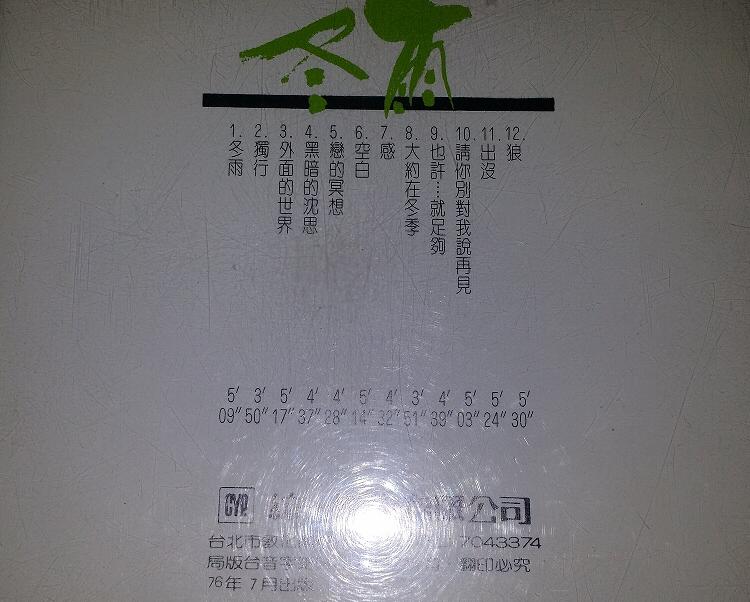 冬雨
1. 冬雨 5′09″
2. 獨行 3′50″
3. 外面的世界 5′17″
4. 黑暗的沈思 4′37″
5. 戀的冥想 4′28″
6. 空白 5′14″
7. 感 4′32″
8. 大約在冬季 3′51″
9. 也許…就足夠 4′39″
10. 請你別對我說再見 5′03″
11. 出沒 5′24″
12. 狼 5′30″
公司
台北市敦 7043374
局版台音字 翻印必究
76年7月出版